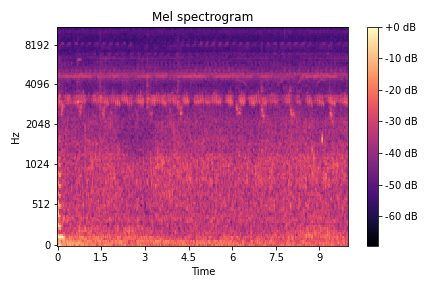 Mel spectrogram
+0 dB
8192
-10 dB
4096
-20 dB
2048
-30 dB
Hz
1024
-40 dB
512
-50 dB
0
-60 dB
0 1.5 3 4.5 6 7.5 9
Time